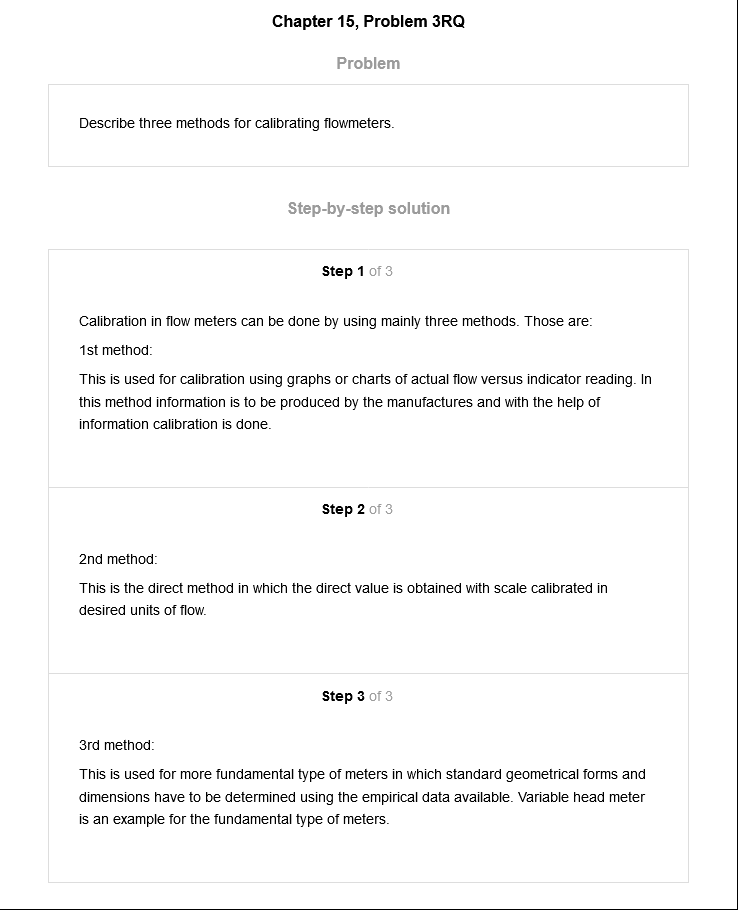 Chapter 15, Problem 3RQ
Problem
Describe three methods for calibrating flowmeters.
Step-by-step solution
Step 1 of 3
Calibration in flow meters can be done by using mainly three methods. Those are:
1st method:
This is used for calibration using graphs or charts of actual flow versus indicator reading. In
this method information is to be produced by the manufactures and with the help of
information calibration is done.
Step 2 of 3
2nd method:
This is the direct method in which the direct value is obtained with scale calibrated in
desired units of flow.
Step 3 of 3
3rd method:
This is used for more fundamental type of meters in which standard geometrical forms and
dimensions have to be determined using the empirical data available. Variable head meter
is an example for the fundamental type of meters.